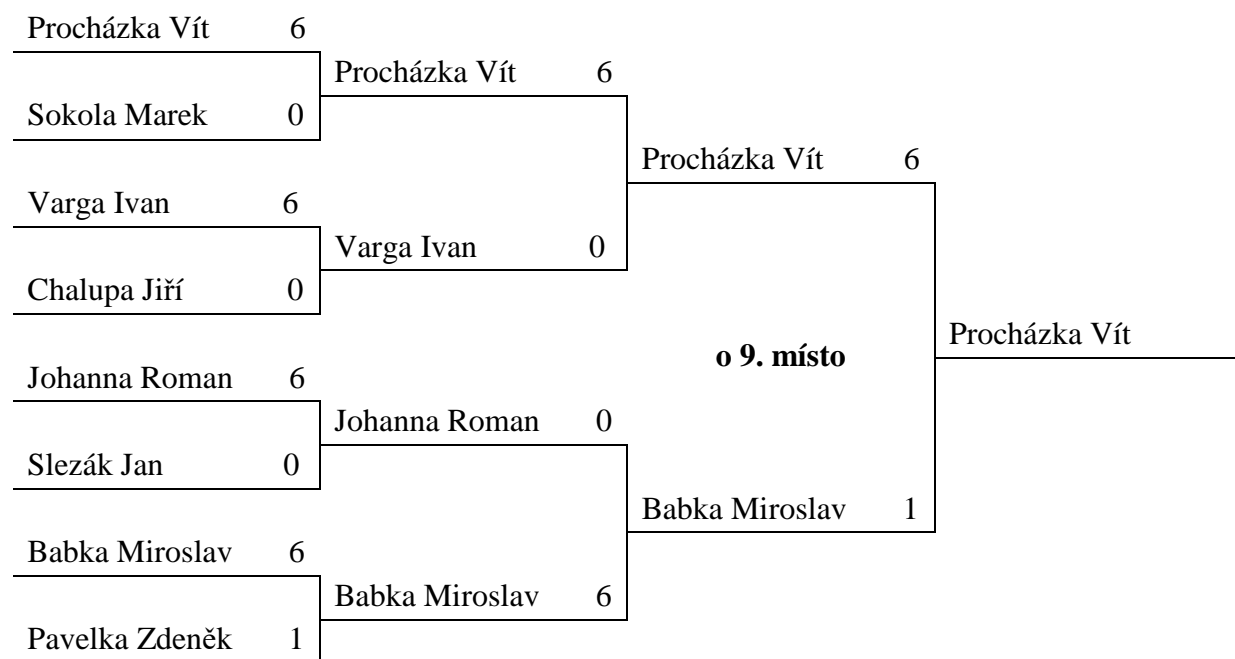 Procházka Vít 6
Procházka Vít 6
Sokola Marek 0
Procházka Vít 6
Varga Ivan 6
Varga Ivan 0
Chalupa Jiří 0
Procházka Vít
o 9. místo
Johanna Roman 6
Johanna Roman 0
Slezák Jan 0
Babka Miroslav 1
Babka Miroslav 6
Babka Miroslav 6
Pavelka Zdeněk 1